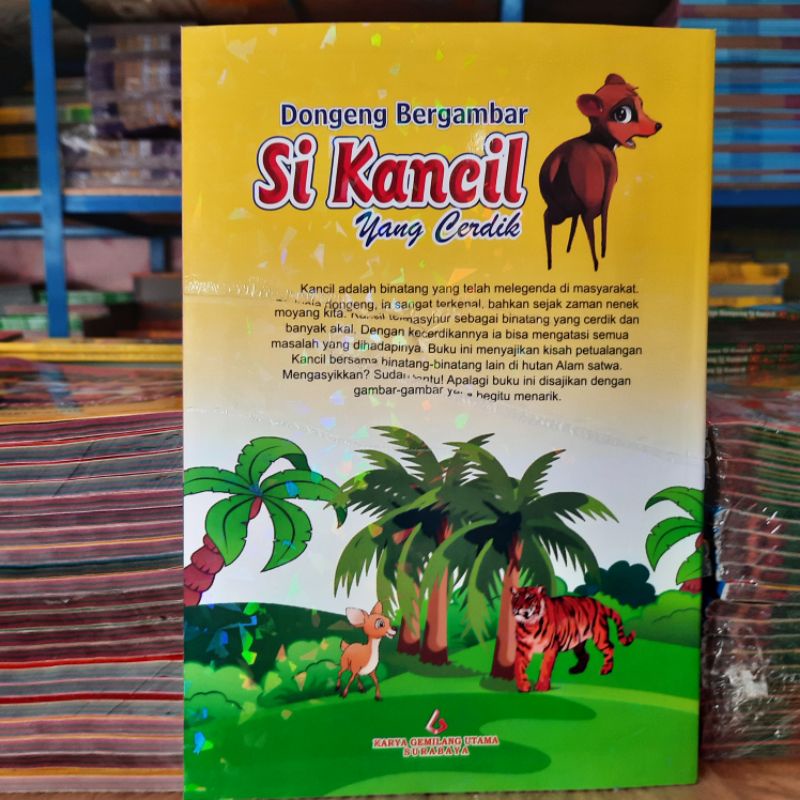 Dongeng Bergambar
Si Kancil
Yang Cerdik
Kancil adalah binatang yang telah melegenda di masyarakat.
dongeng, ia sangat terkenal, bahkan sejak zaman nenek
moyang kita. Kancil termasyhur sebagai binatang yang cerdik dan
banyak akal. Dengan kecerdikannya ia bisa mengatasi semua
masalah yang dihadapinya. Buku ini menyajikan kisah petualangan
Kancil bersama binatang-binatang lain di hutan Alam satwa.
Mengasyikkan? Sudah tentu! Apalagi buku ini disajikan dengan
gambar-gambar yang begitu menarik.
KARYA GEMILANG UTAMA
SURABAYA